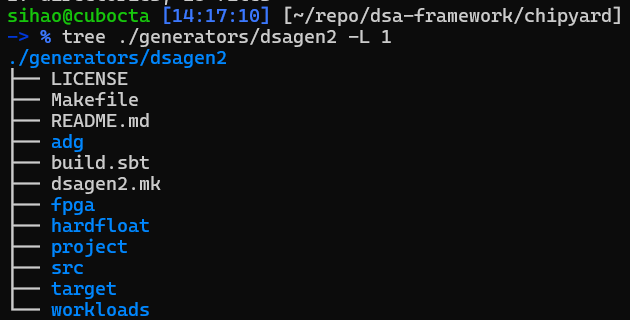 sihao@cubocta [14:17:10] [~/repo/dsa-framework/chipyard]
-> % tree ./generators/dsagen2 -L 1
./generators/dsagen2
├── LICENSE
├── Makefile
├── README.md
├── adg
├── build.sbt
├── dsagen2.mk
├── fpga
├── hardfloat
├── project
├── src
├── target
└── workloads